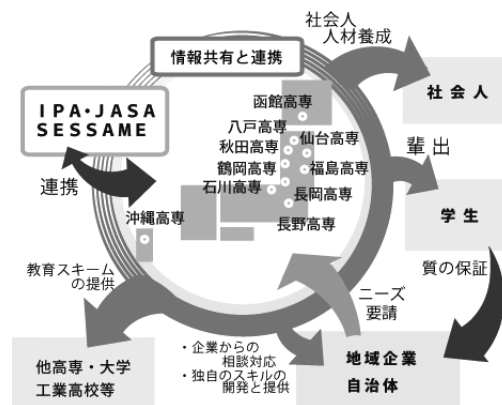 社会人
人材養成
情報共有と連携
函館高専
社会人
IPA・JASA
SESSAME
八戸高専
仙台高専
秋田高専
鶴岡高専
福島高専
輩出
連携
石川高専
長岡高専
学生
沖縄高専
長野高専
教育スキーム
の提供
ニーズ
要請
質の保証
他高専・大学
工業高校等
・企業からの
相談対応
・独自のスキルの
開発と提供
地域企業
自治体